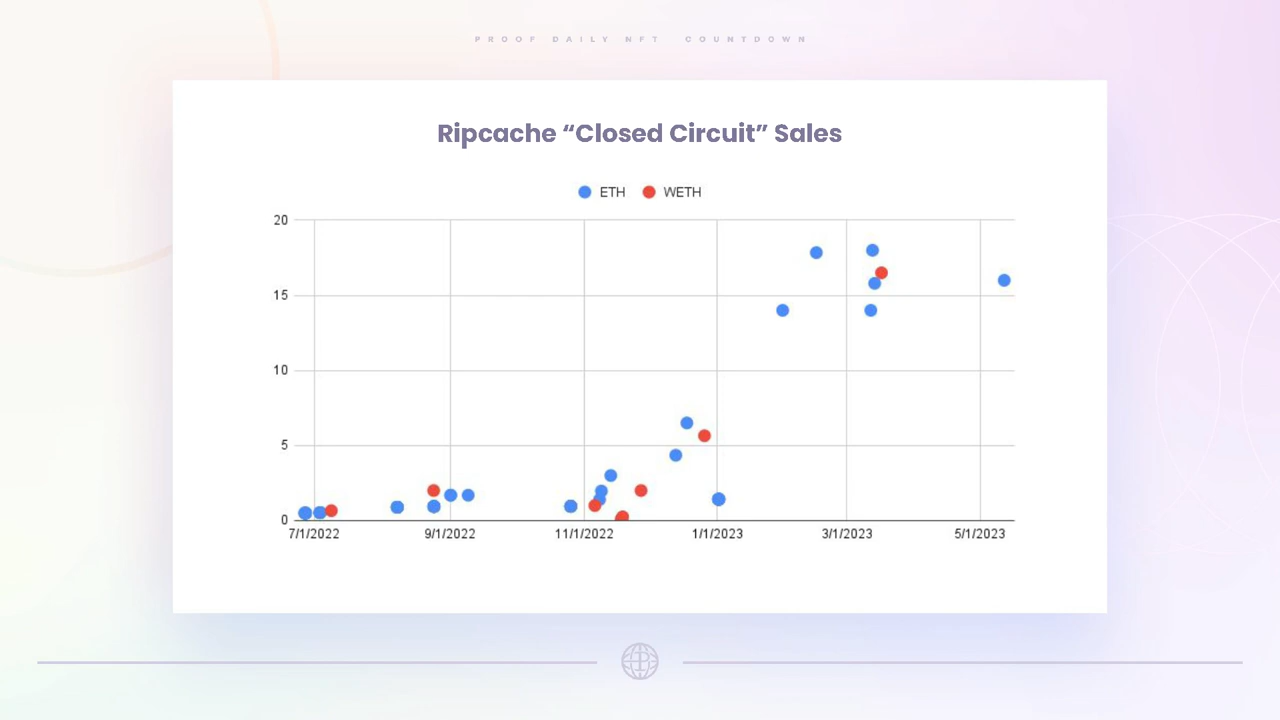 PROOF DAILY NFT COUNTDOWN
Ripcache “Closed Circuit” Sales
ETH WETH
20
15
10
5
0
7/1/2022 9/1/2022 11/1/2022 1/1/2023 3/1/2023 5/1/2023